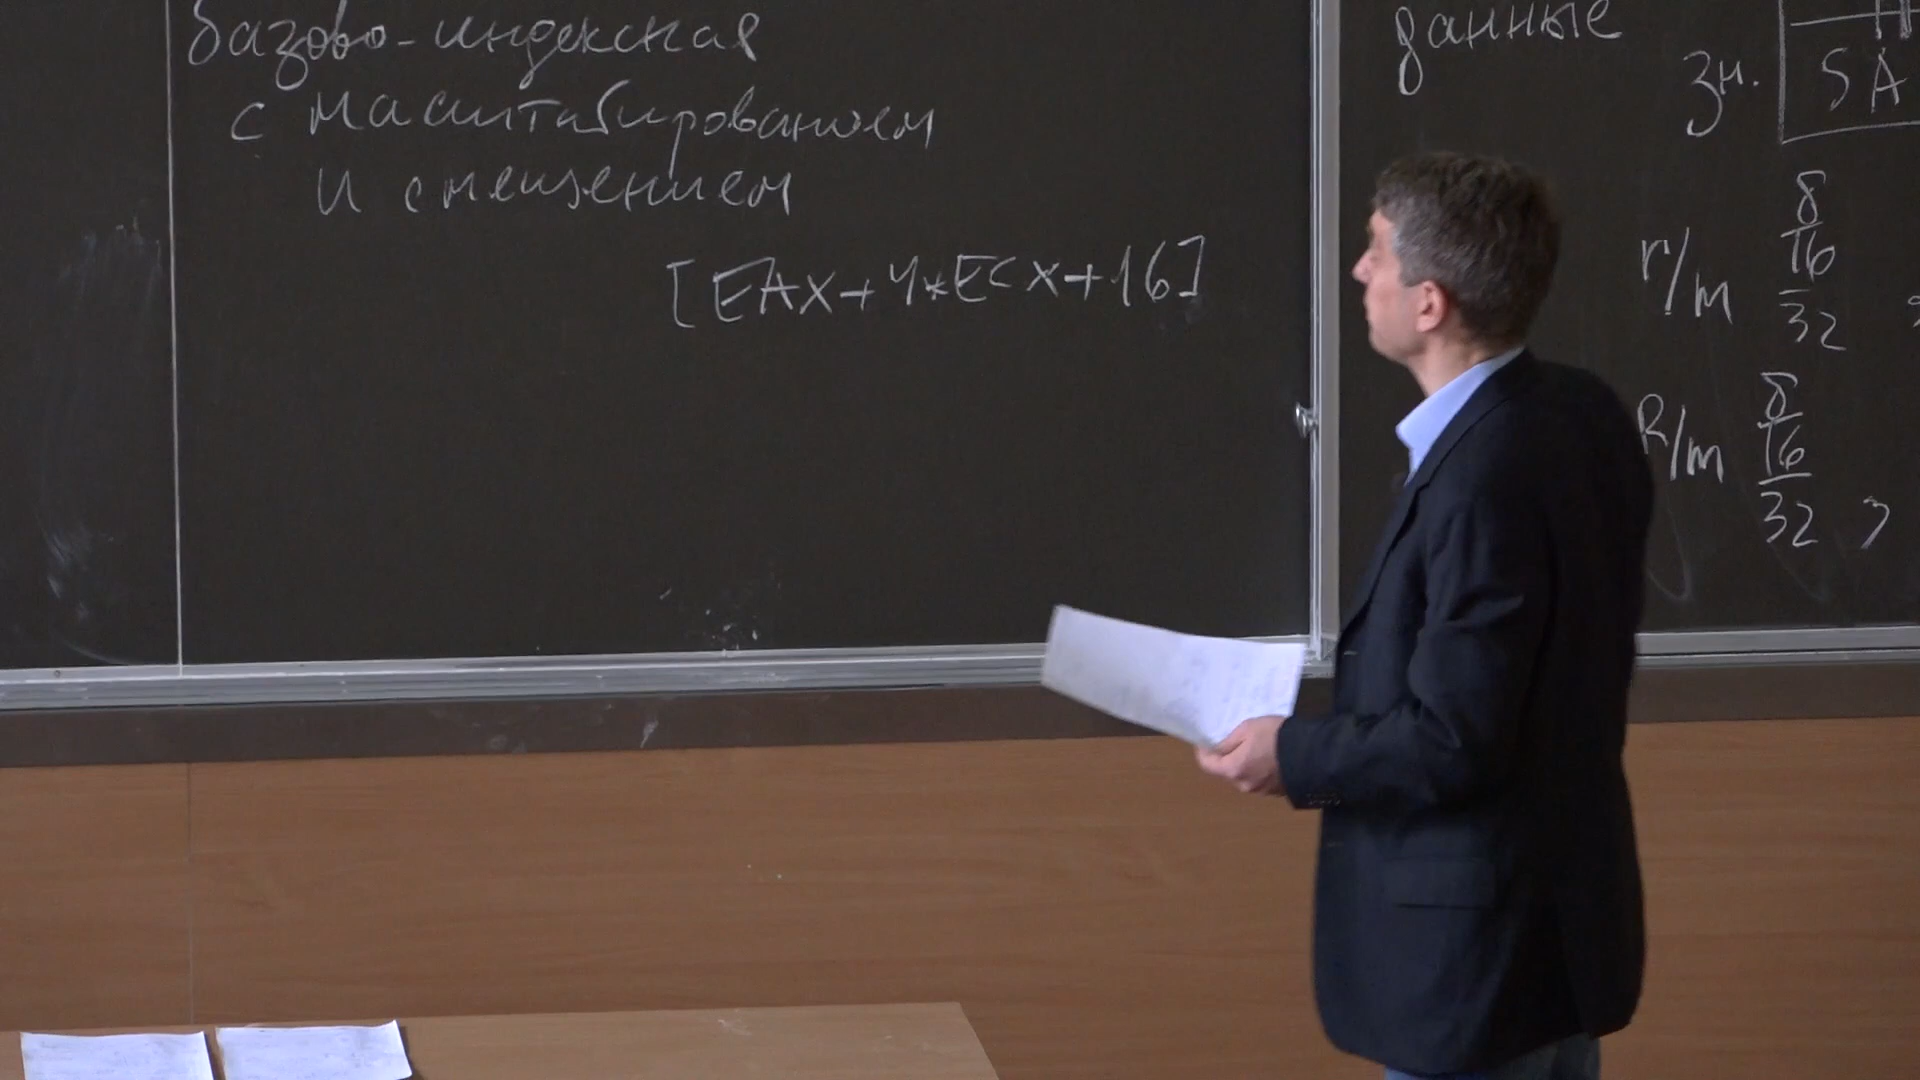 базово-индексная
с масштабированием
и смещением
[EAX+4*ECX+16]
данные
Зн.
SA
r/m 8 16 32
R/m 8 16 32